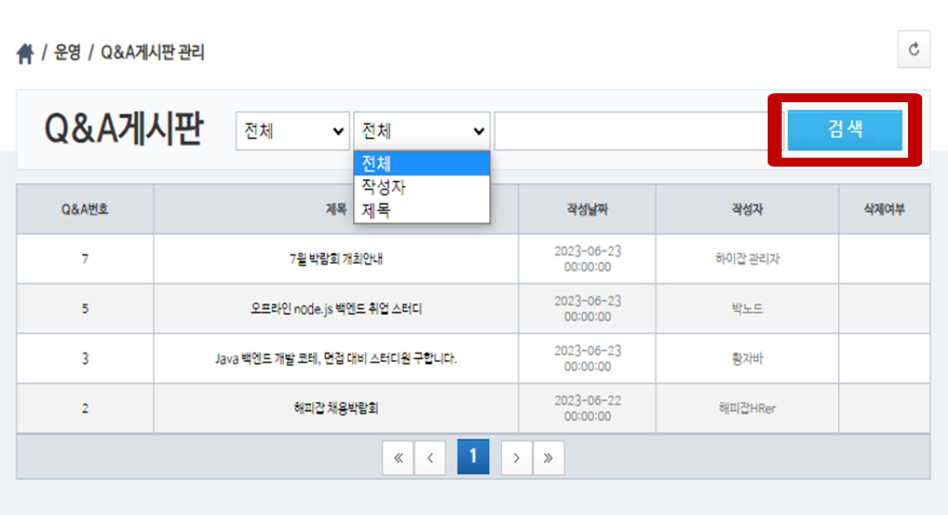 / 운영 / Q&A게시판 관리
Q&A게시판 전체 전체 검색
전체
작성자
제목
Q&A번호 제목 작성날짜 작성자 삭제여부
7 7월 박람회 개최안내 2023-06-23 00:00:00 하이잡 관리자
5 오프라인 node.js 백엔드 취업 스터디 2023-06-23 00:00:00 박노드
3 Java 백엔드 개발 코테, 면접 대비 스터디원 구합니다. 2023-06-23 00:00:00 황자바
2 해피잡 채용박람회 2023-06-22 00:00:00 해피잡HRer
« ‹ 1 › »